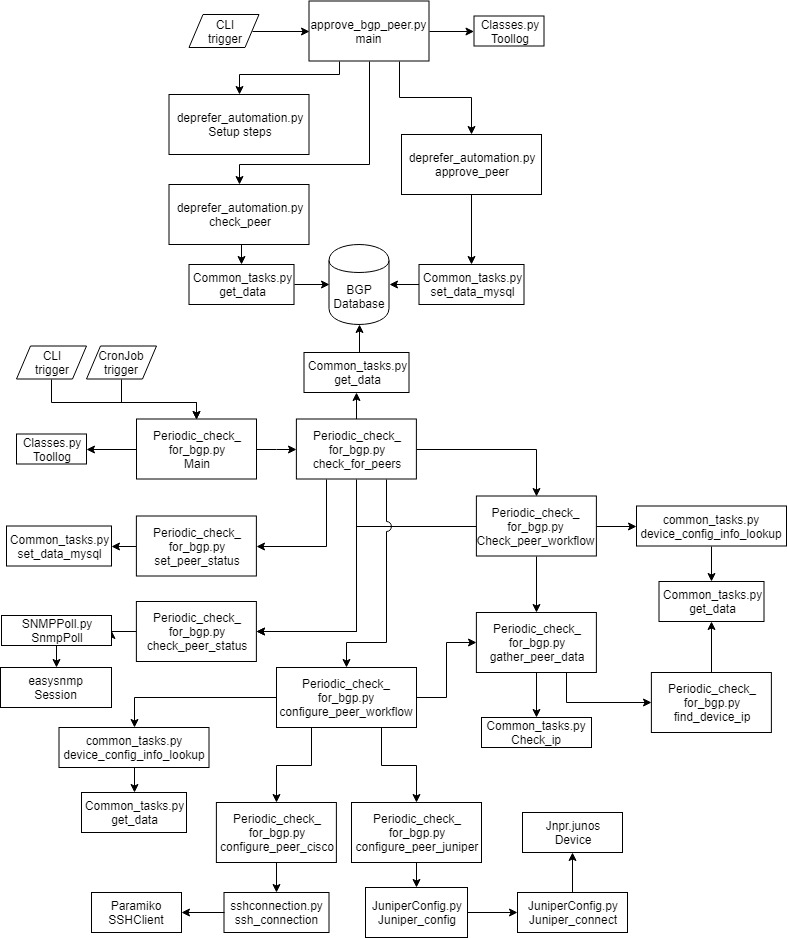 CLI
trigger
approve_bgp_peer.py
main
Classes.py
Toollog
deprefer_automation.py
Setup steps
deprefer_automation.py
approve_peer
deprefer_automation.py
check_peer
Common_tasks.py
get_data
BGP
Database
Common_tasks.py
set_data_mysql
CLI
trigger
CronJob
trigger
Common_tasks.py
get_data
Classes.py
Toollog
Periodic_check_
for_bgp.py
Main
Periodic_check_
for_bgp.py
check_for_peers
Common_tasks.py
set_data_mysql
Periodic_check_
for_bgp.py
set_peer_status
Periodic_check_
for_bgp.py
Check_peer_workflow
common_tasks.py
device_config_info_lookup
Common_tasks.py
get_data
SNMPPoll.py
SnmpPoll
Periodic_check_
for_bgp.py
check_peer_status
Periodic_check_
for_bgp.py
gather_peer_data
easysnmp
Session
Periodic_check_
for_bgp.py
configure_peer_workflow
Periodic_check_
for_bgp.py
find_device_ip
Common_tasks.py
Check_ip
common_tasks.py
device_config_info_lookup
Common_tasks.py
get_data
Periodic_check_
for_bgp.py
configure_peer_cisco
Periodic_check_
for_bgp.py
configure_peer_juniper
Jnpr.junos
Device
Paramiko
SSHClient
sshconnection.py
ssh_connection
JuniperConfig.py
Juniper_config
JuniperConfig.py
Juniper_connect